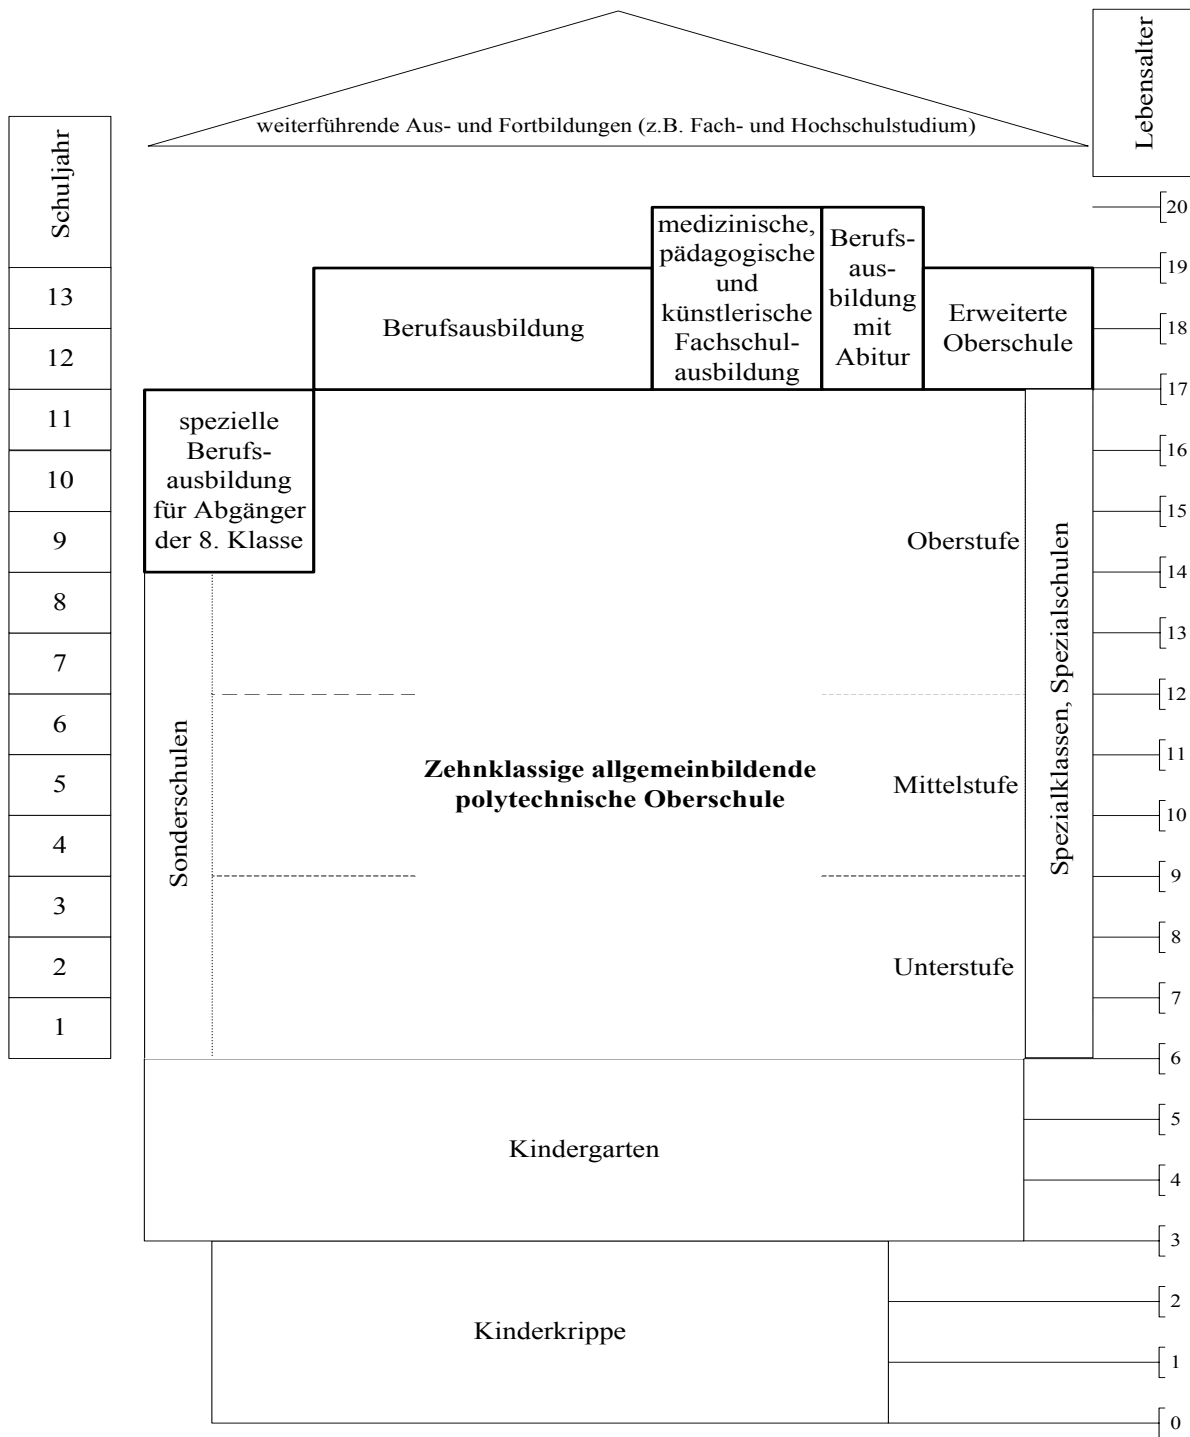 Lebensalter
weiterführende Aus- und Fortbildungen (z.B. Fach- und Hochschulstudium)
Schuljahr
13
12
11
10
9
8
7
6
5
4
3
2
1
medizinische,
pädagogische
und
künstlerische
Fachschul-
ausbildung
Berufs-
aus-
bildung
mit
Abitur
Berufsausbildung
Erweiterte
Oberschule
spezielle
Berufs-
ausbildung
für Abgänger
der 8. Klasse
Oberstufe
Sonderschulen
Zehnklassige allgemeinbildende
polytechnische Oberschule
Mittelstufe
Unterstufe
Spezialklassen, Spezialschulen
Kindergarten
Kinderkrippe
20
19
18
17
16
15
14
13
12
11
10
9
8
7
6
5
4
3
2
1
0